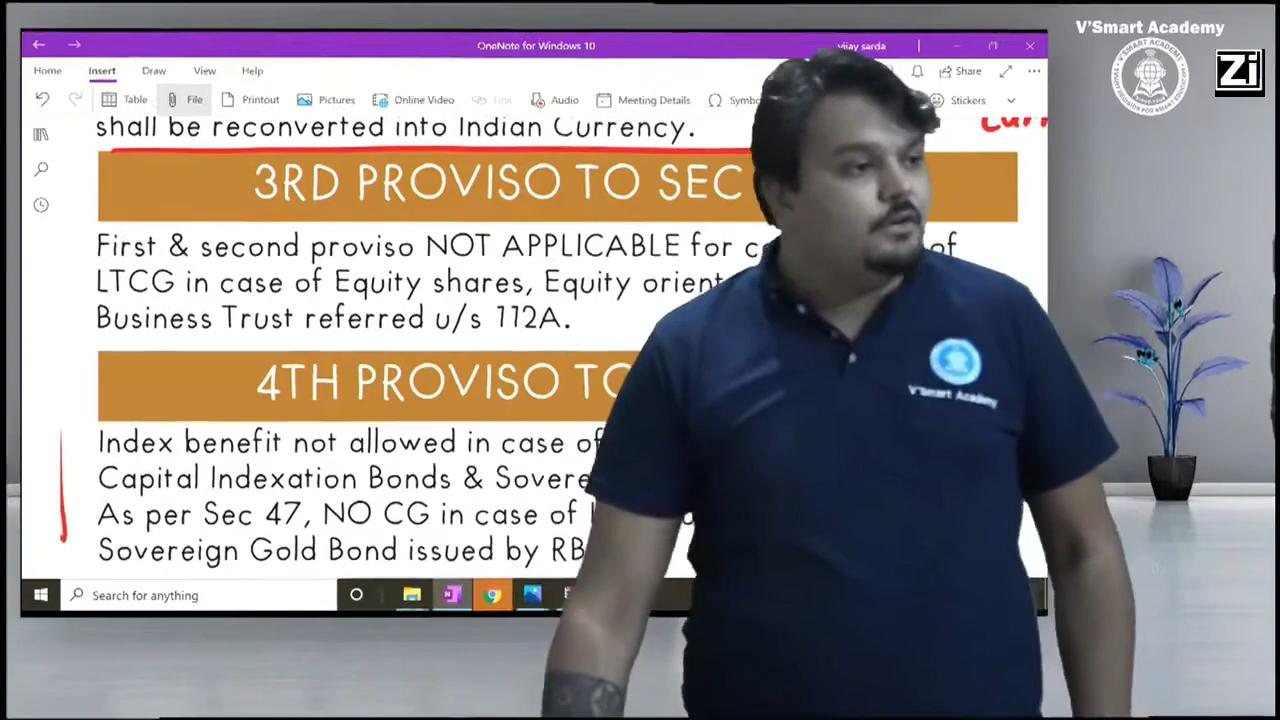 V'Smart Academy
OneNote for Windows 10
vijay sarda
Zi
Home Insert Draw View Help
Share
Table File Printout Pictures Online Video Link Audio Meeting Details Stickers
shall be reconverted into Indian Currency.
3RD PROVISO TO SEC
First & second proviso NOT APPLICABLE for of
LTCG in case of Equity shares, Equity
Business Trust referred u/s 112A.
4TH PROVISO TO
Index benefit not allowed in case of
Capital Indexation Bonds &
As per Sec 47, NO CG in case of
Sovereign Gold Bond issued by
V'Smart Academy
Search for anything